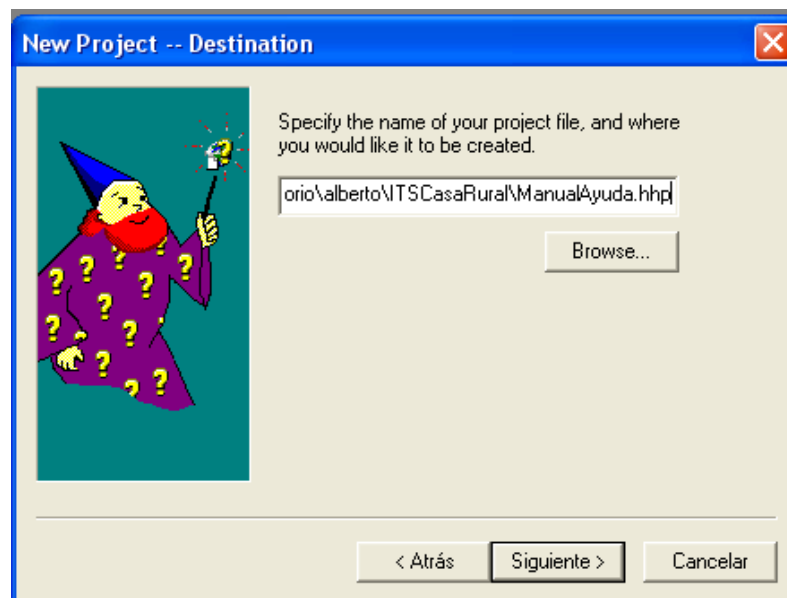 New Project -- Destination
Specify the name of your project file, and where
you would like it to be created.
orio\alberto\ITSCasaRural\ManualAyuda.hhp
Browse...
< Atrás
Siguiente >
Cancelar